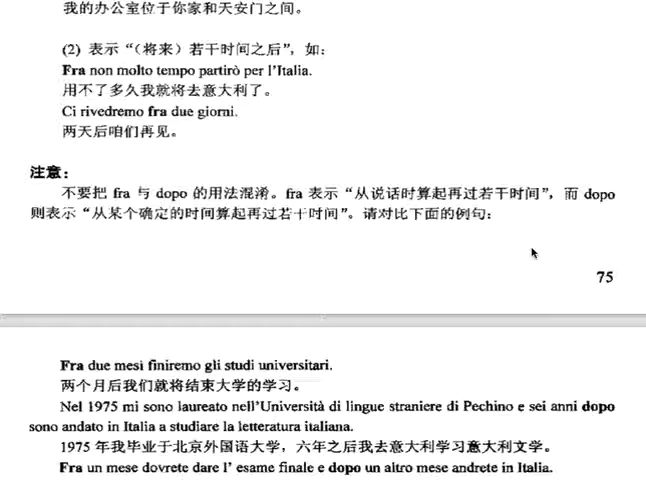 我的办公室位于你家和天安门之间。
(2) 表示“（将来）若干时间之后”，如：
Fra non molto tempo partirò per l'Italia.
用不了多久我就将去意大利了。
Ci rivedremo fra due giorni.
两天后咱们再见。
注意：
不要把 fra 与 dopo 的用法混淆。fra 表示“从说话时算起再过若干时间”，而 dopo
则表示“从某个确定的时间算起再过若干时间”。请对比下面的例句：
75
Fra due mesi finiremo gli studi universitari.
两个月后我们就将结束大学的学习。
Nel 1975 mi sono laureato nell'Università di lingue straniere di Pechino e sei anni dopo
sono andato in Italia a studiare la letteratura italiana.
1975 年我毕业于北京外国语大学，六年之后我去意大利学习意大利文学。
Fra un mese dovrete dare l' esame finale e dopo un altro mese andrete in Italia.